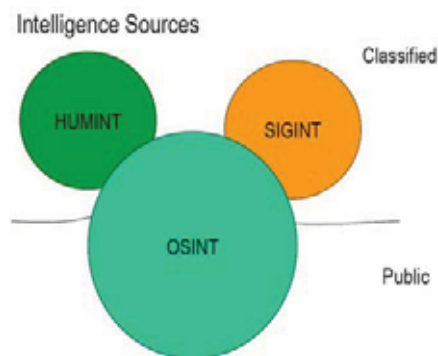 Intelligence Sources
Classified
HUMINT
SIGINT
OSINT
Public